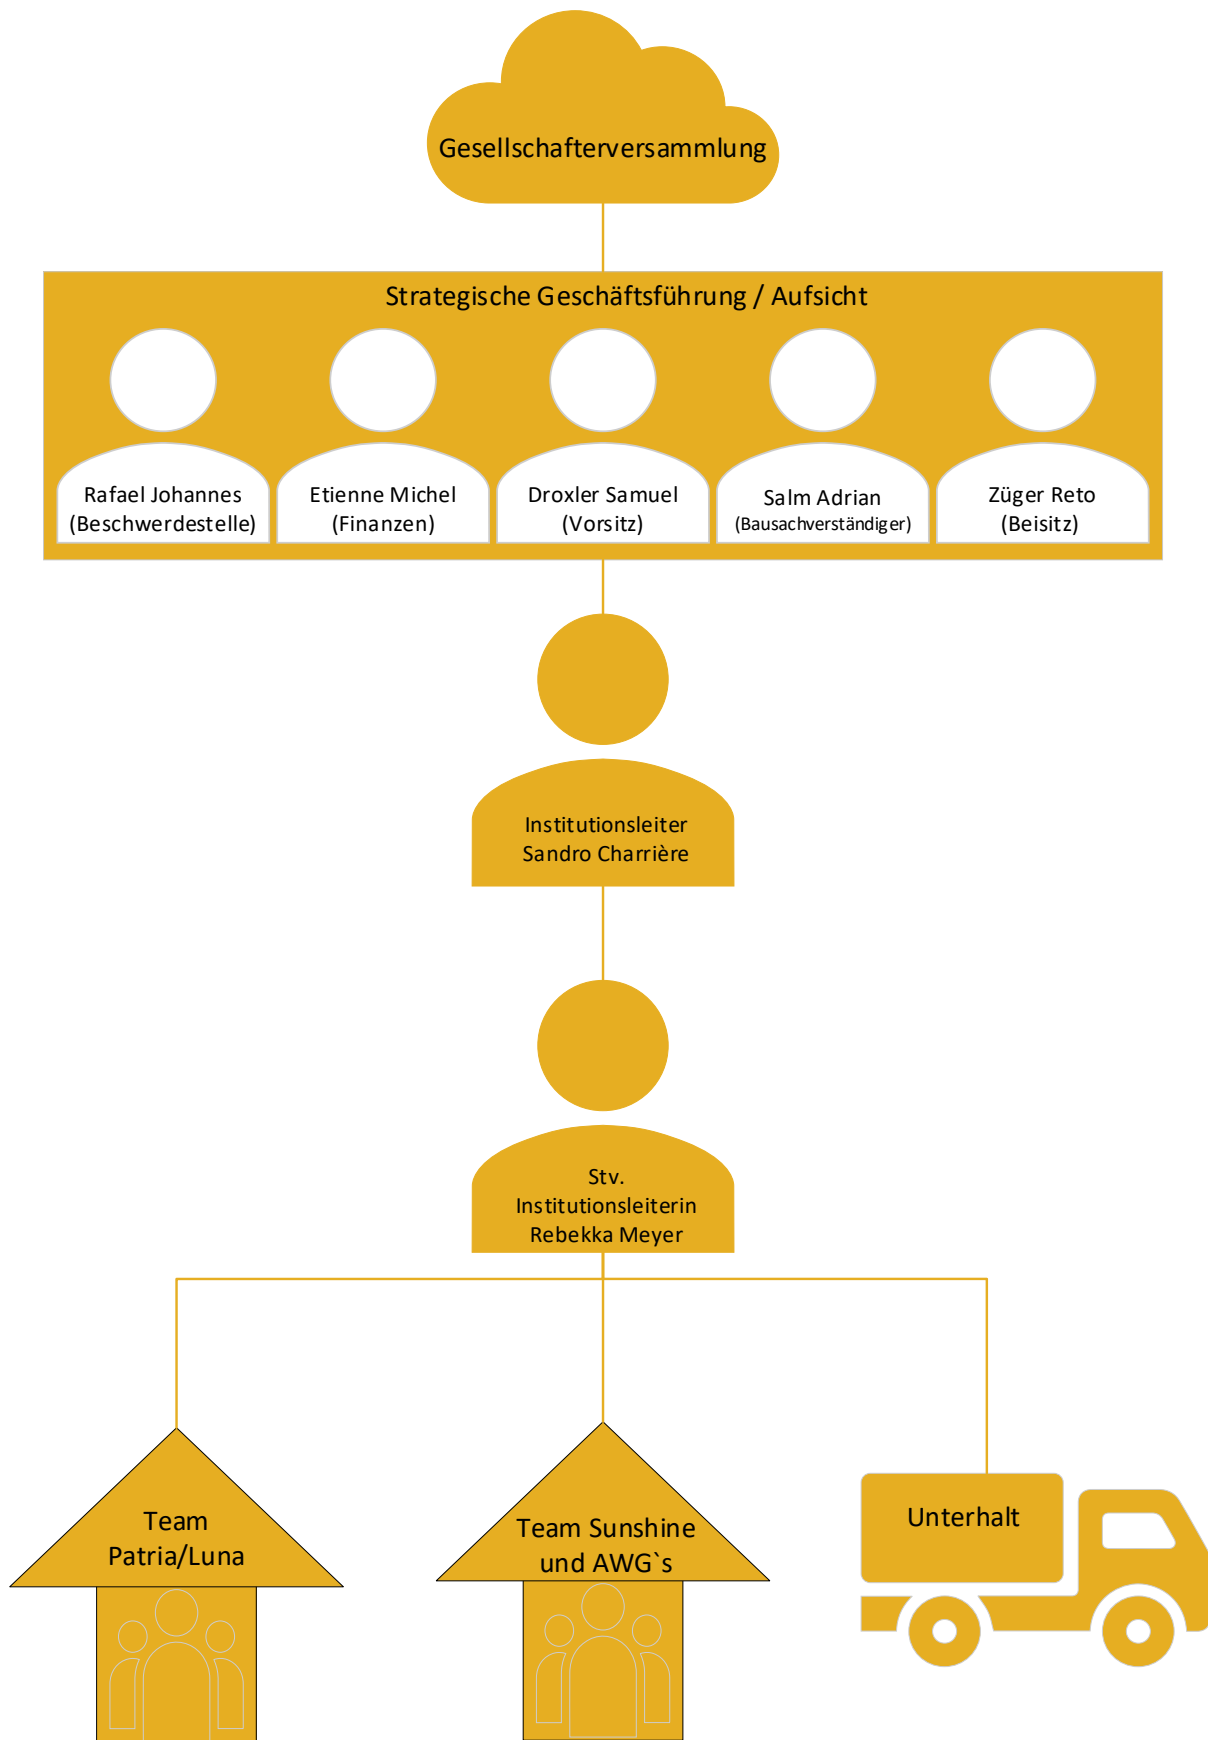 Gesellschafterversammlung
Strategische Geschäftsführung / Aufsicht
Rafael Johannes
(Beschwerdestelle)
Etienne Michel
(Finanzen)
Droxler Samuel
(Vorsitz)
Salm Adrian
(Bausachverständiger)
Züger Reto
(Beisitz)
Institutionsleiter
Sandro Charrière
Stv.
Institutionsleiterin
Rebekka Meyer
Team
Patria/Luna
Team Sunshine
und AWG`s
Unterhalt